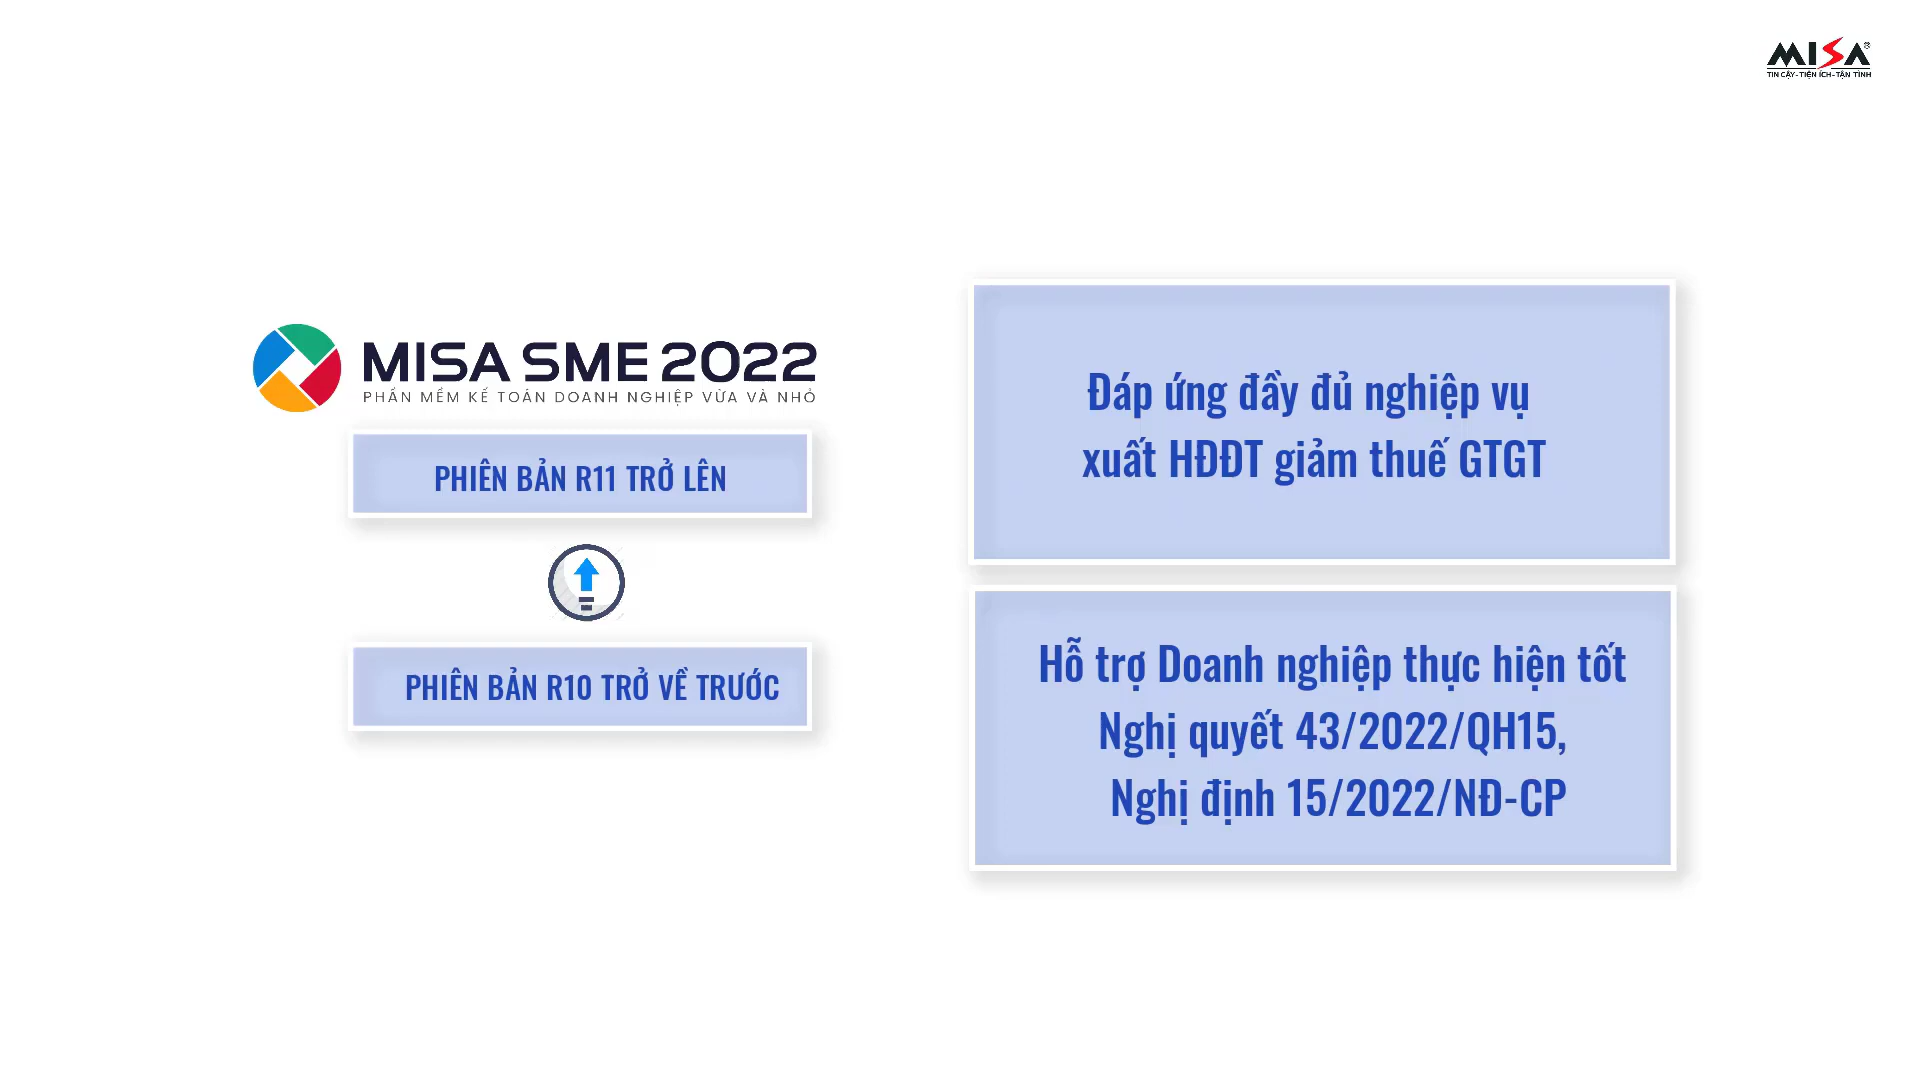 MISA®
TIN CẬY-TIỆN ÍCH-TẬN TÌNH
MISA SME 2022
PHẦN MỀM KẾ TOÁN DOANH NGHIỆP VỪA VÀ NHỎ
PHIÊN BẢN R11 TRỞ LÊN
PHIÊN BẢN R10 TRỞ VỀ TRƯỚC
Đáp ứng đầy đủ nghiệp vụ
xuất HĐĐT giảm thuế GTGT
Hỗ trợ Doanh nghiệp thực hiện tốt
Nghị quyết 43/2022/QH15,
Nghị định 15/2022/NĐ-CP